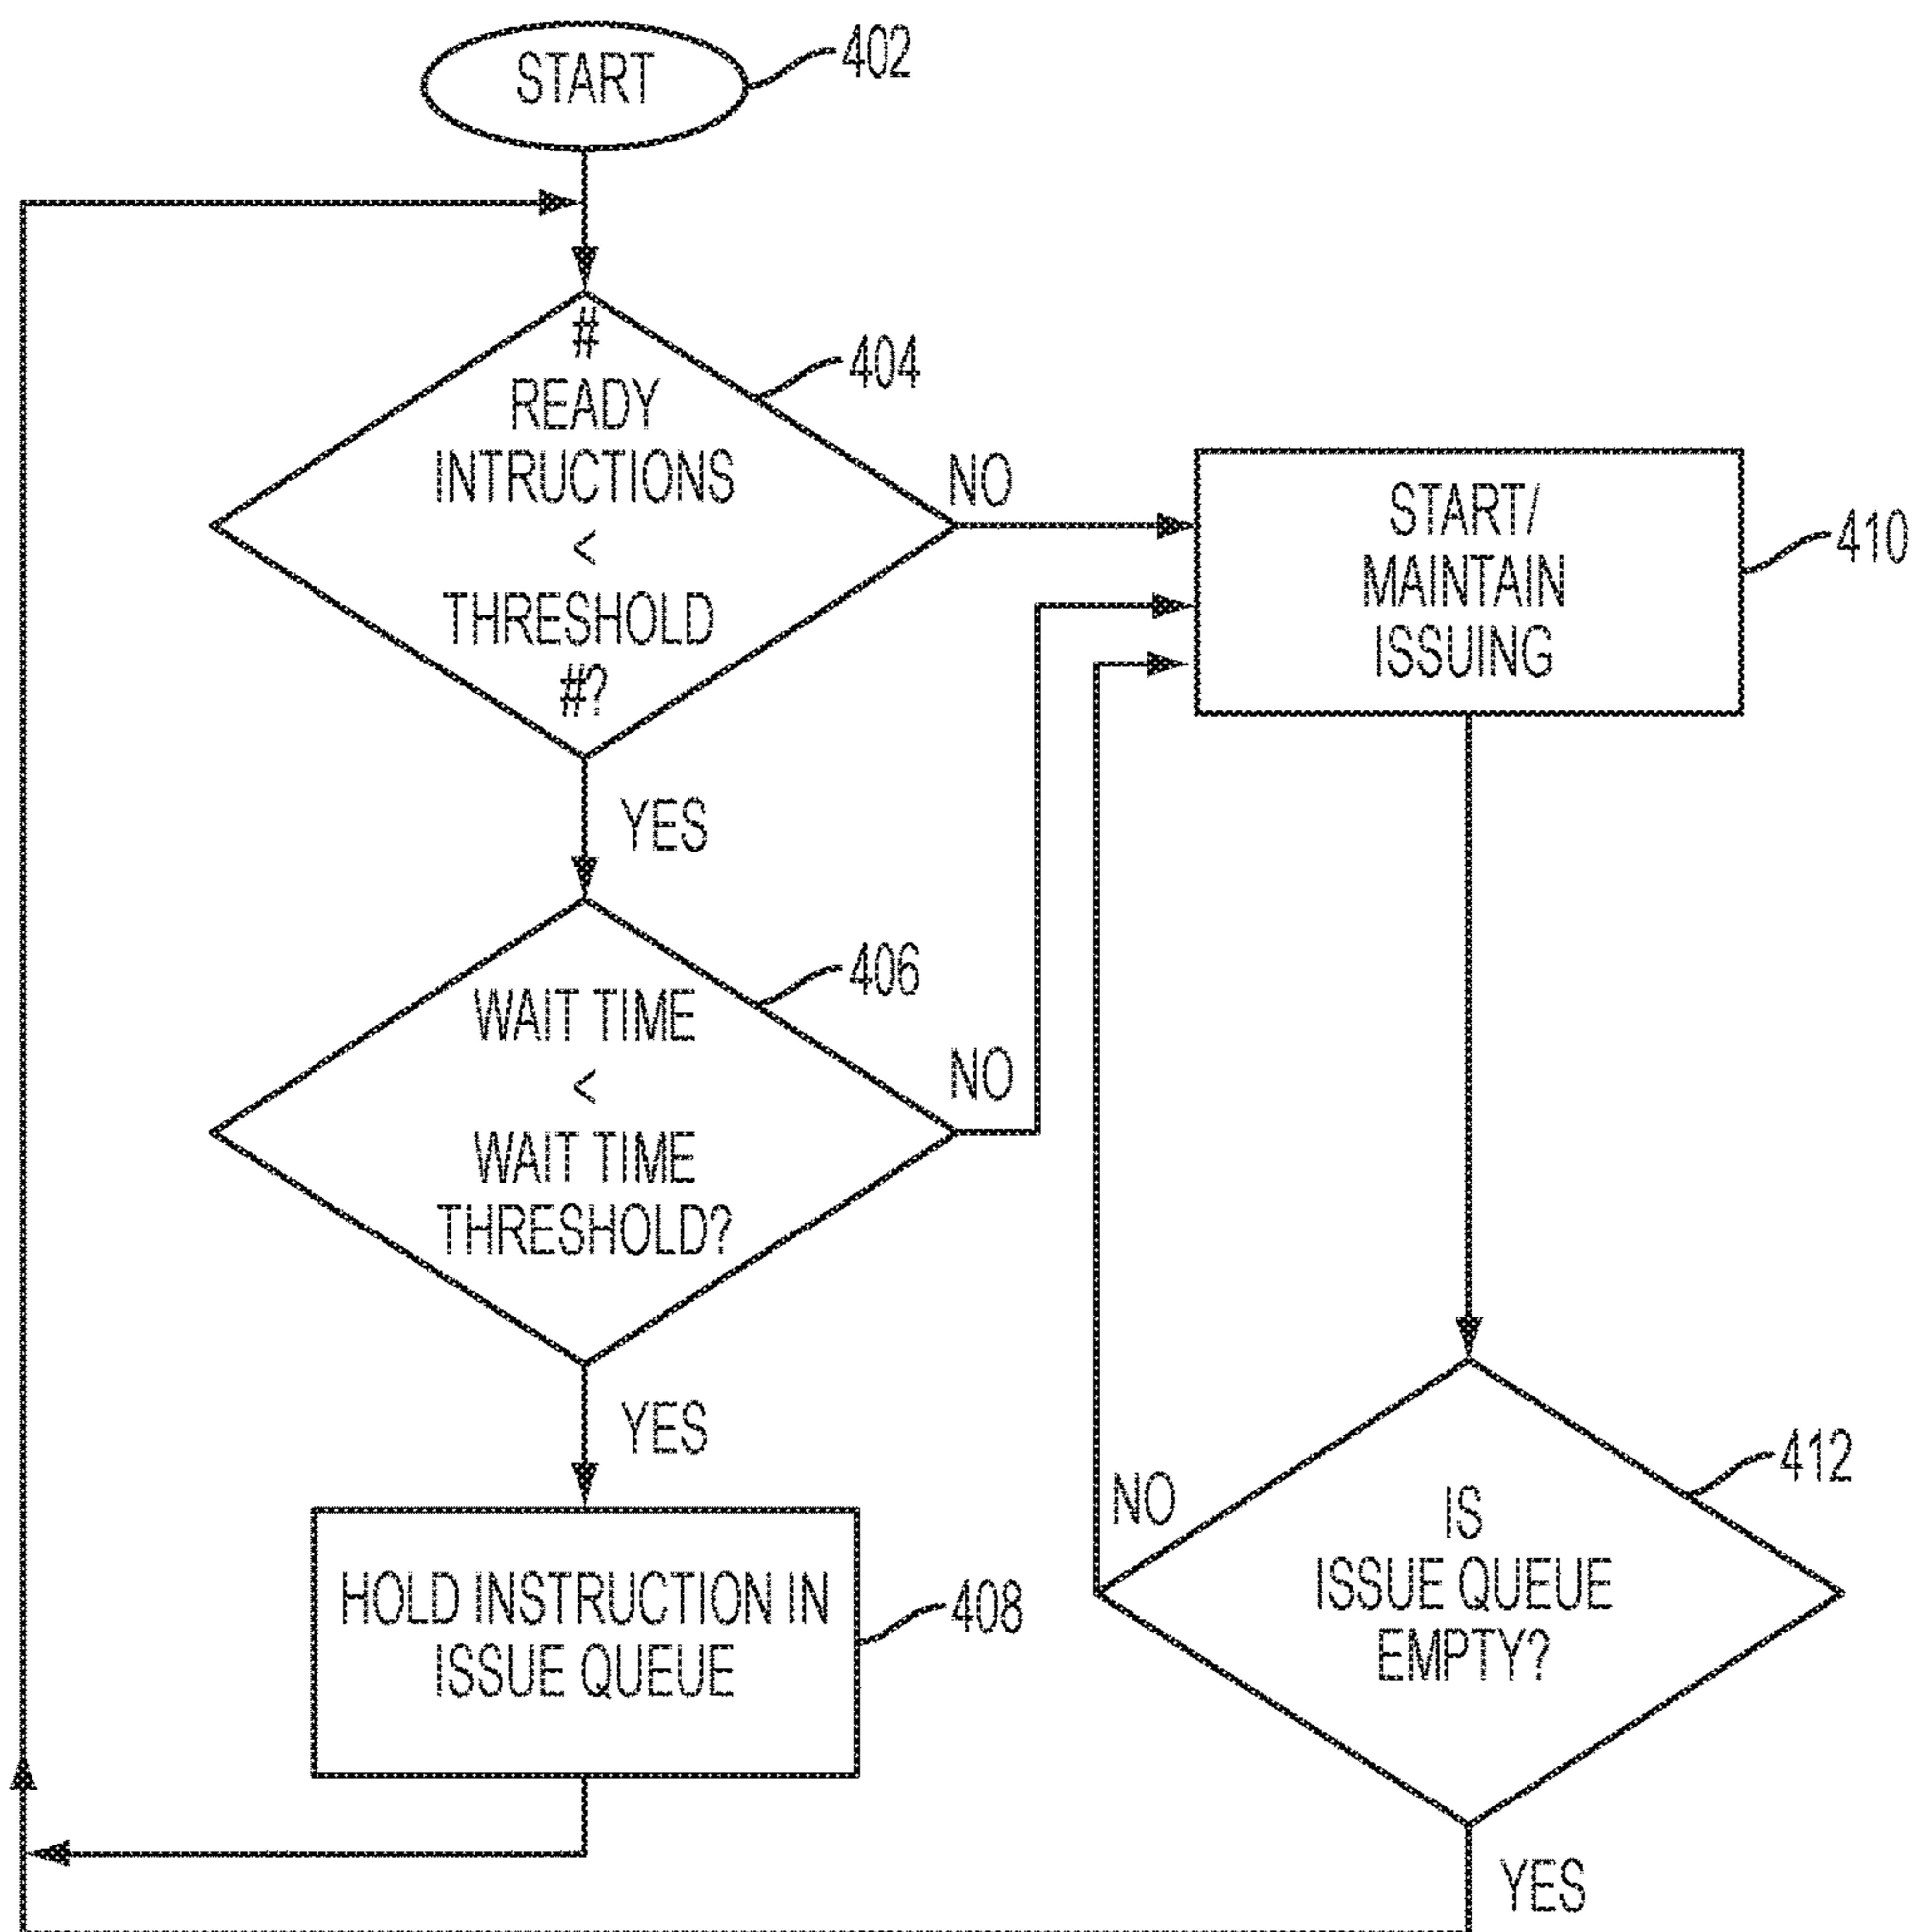 START
402
#
READY
INTRUCTIONS
<
THRESHOLD
#?
404
NO
YES
START/
MAINTAIN
ISSUING
410
WAIT TIME
<
WAIT TIME
THRESHOLD?
406
NO
YES
HOLD INSTRUCTION IN
ISSUE QUEUE
408
IS
ISSUE QUEUE
EMPTY?
412
NO
YES